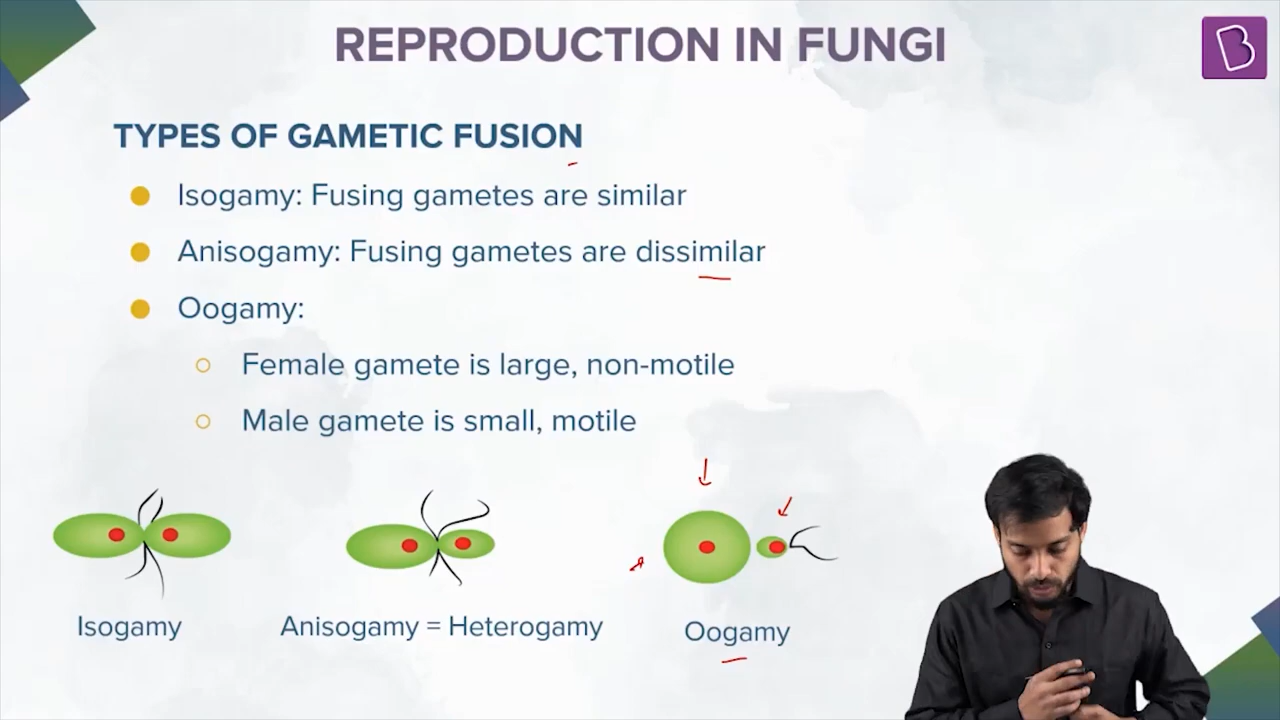 REPRODUCTION IN FUNGI
TYPES OF GAMETIC FUSION
Isogamy: Fusing gametes are similar
Anisogamy: Fusing gametes are dissimilar
Oogamy:
Female gamete is large, non-motile
Male gamete is small, motile
Isogamy
Anisogamy = Heterogamy
Oogamy